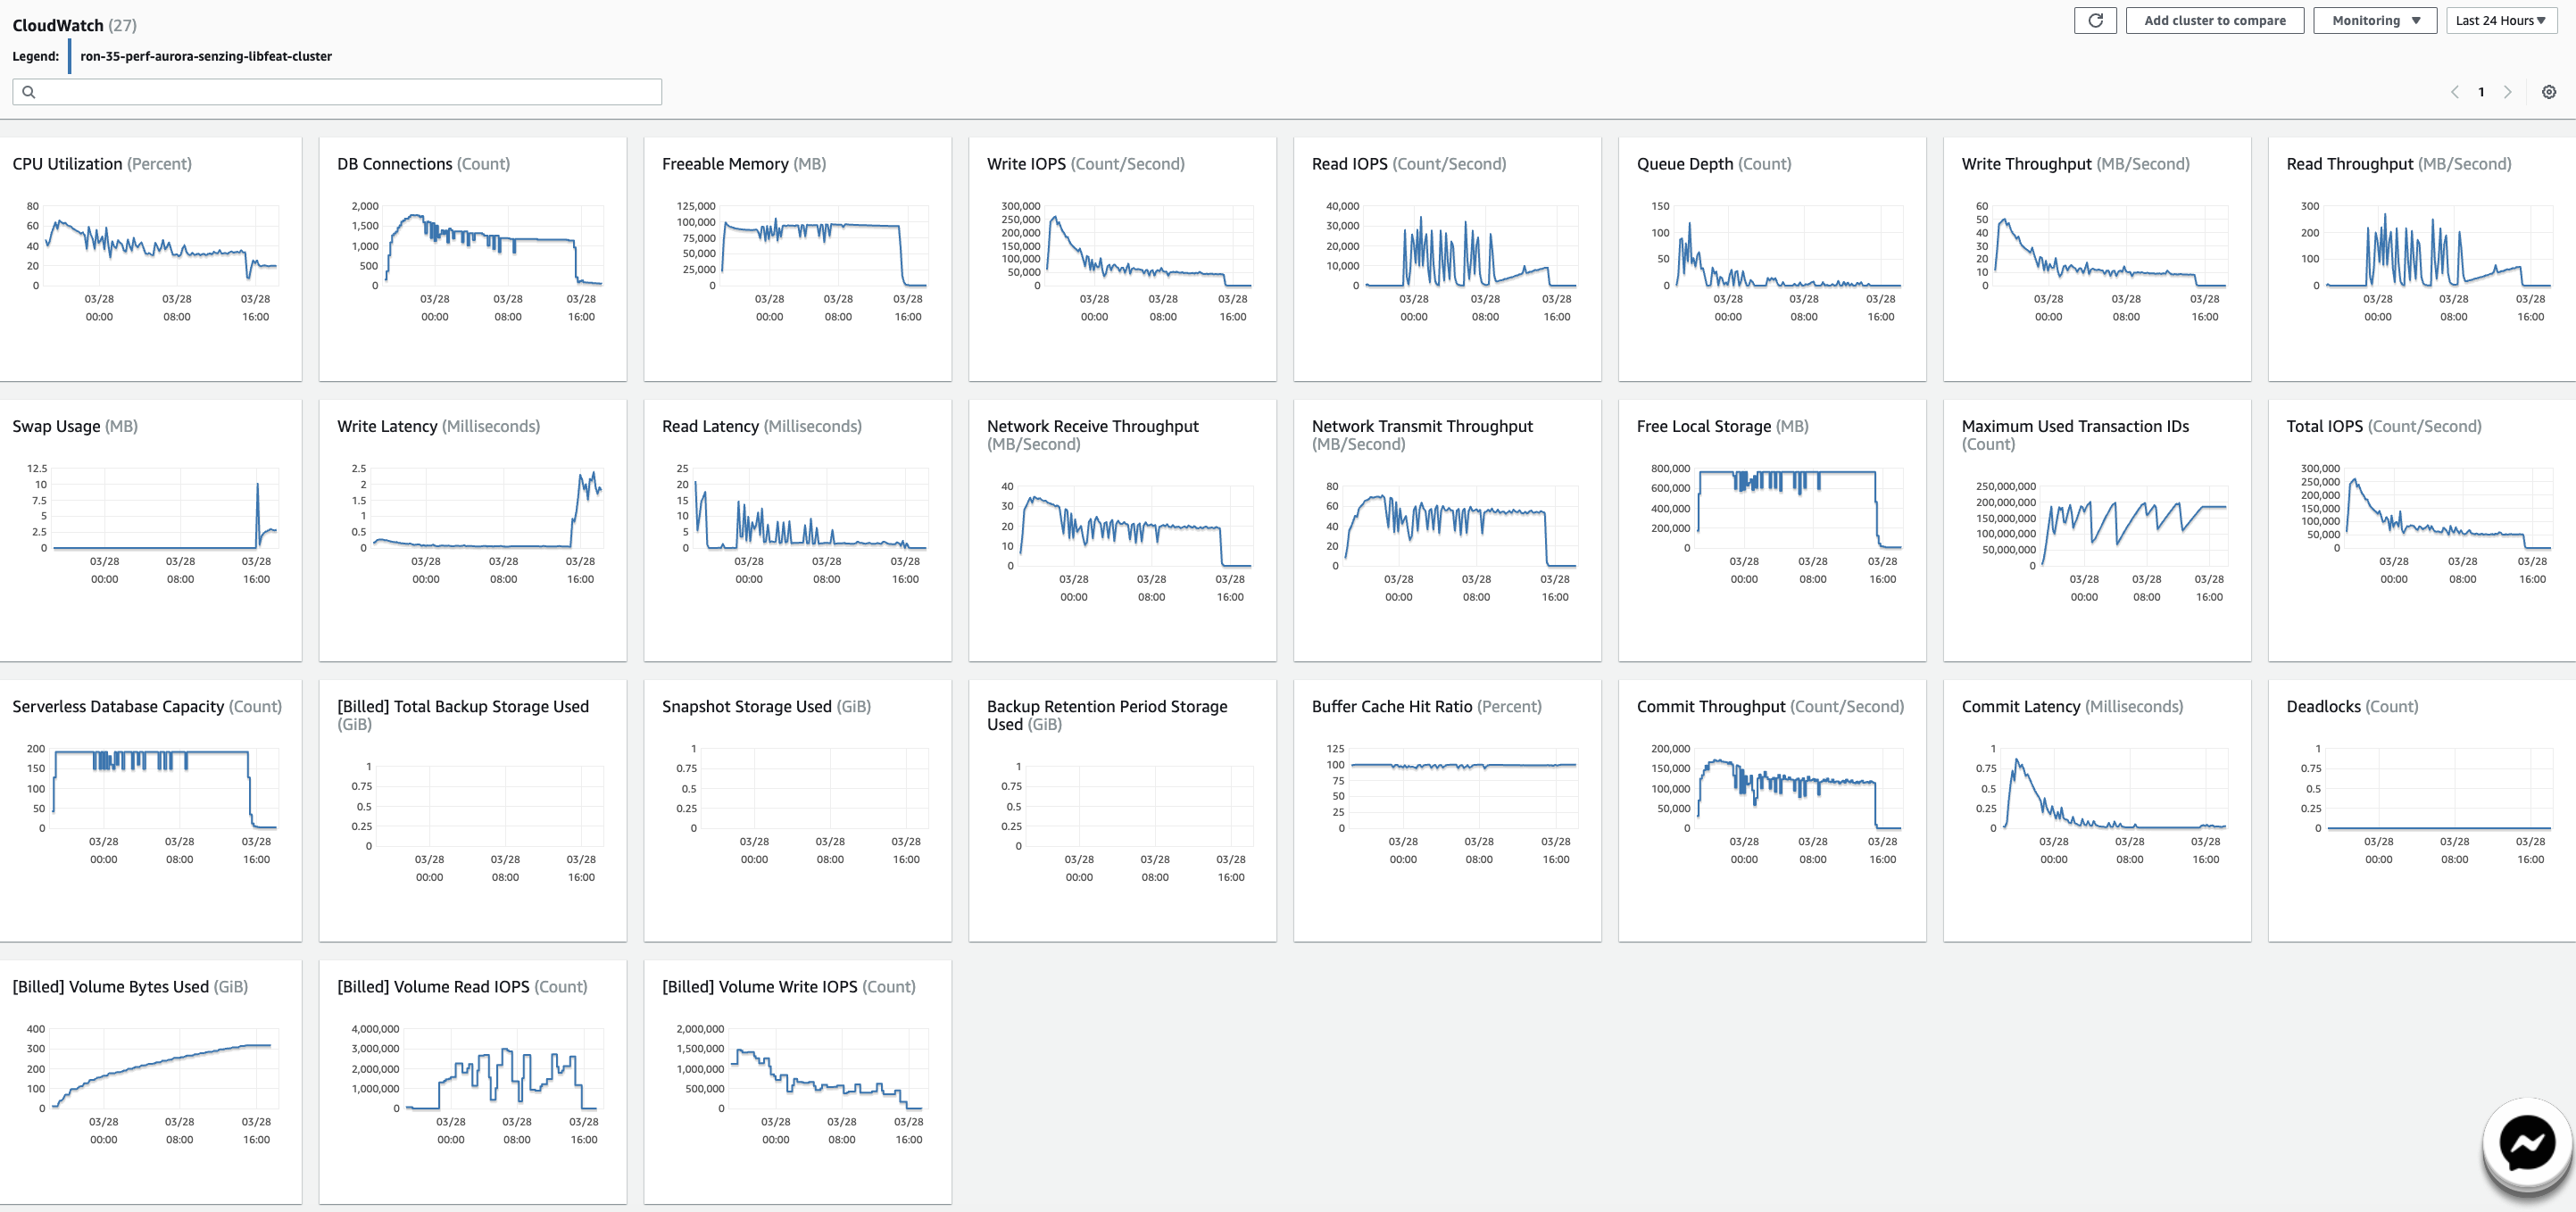 CloudWatch (27)
Add cluster to compare
Monitoring
Last 24 Hours
Legend:
ron-35-perf-aurora-senzing-libfeat-cluster
1
CPU Utilization (Percent)
80
60
40
20
0
03/28 03/28 03/28
00:00 08:00 16:00
DB Connections (Count)
2,000
1,500
1,000
500
0
03/28 03/28 03/28
00:00 08:00 16:00
Freeable Memory (MB)
125,000
100,000
75,000
50,000
25,000
0
03/28 03/28 03/28
00:00 08:00 16:00
Write IOPS (Count/Second)
300,000
250,000
200,000
150,000
100,000
50,000
0
03/28 03/28 03/28
00:00 08:00 16:00
Read IOPS (Count/Second)
40,000
30,000
20,000
10,000
0
03/28 03/28 03/28
00:00 08:00 16:00
Queue Depth (Count)
150
100
50
0
03/28 03/28 03/28
00:00 08:00 16:00
Write Throughput (MB/Second)
60
50
40
30
20
10
0
03/28 03/28 03/28
00:00 08:00 16:00
Read Throughput (MB/Second)
300
200
100
0
03/28 03/28 03/28
00:00 08:00 16:00
Swap Usage (MB)
12.5
10
7.5
5
2.5
0
03/28 03/28 03/28
00:00 08:00 16:00
Write Latency (Milliseconds)
2.5
2
1.5
1
0.5
0
03/28 03/28 03/28
00:00 08:00 16:00
Read Latency (Milliseconds)
25
20
15
10
5
0
03/28 03/28 03/28
00:00 08:00 16:00
Network Receive Throughput
(MB/Second)
40
30
20
10
0
03/28 03/28 03/28
00:00 08:00 16:00
Network Transmit Throughput
(MB/Second)
80
60
40
20
0
03/28 03/28 03/28
00:00 08:00 16:00
Free Local Storage (MB)
800,000
600,000
400,000
200,000
0
03/28 03/28 03/28
00:00 08:00 16:00
Maximum Used Transaction IDs
(Count)
250,000,000
200,000,000
150,000,000
100,000,000
50,000,000
0
03/28 03/28 03/28
00:00 08:00 16:00
Total IOPS (Count/Second)
300,000
250,000
200,000
150,000
100,000
50,000
0
03/28 03/28 03/28
00:00 08:00 16:00
Serverless Database Capacity (Count)
200
150
100
50
0
03/28 03/28 03/28
00:00 08:00 16:00
[Billed] Total Backup Storage Used
(GiB)
1
0.75
0.5
0.25
0
03/28 03/28 03/28
00:00 08:00 16:00
Snapshot Storage Used (GiB)
1
0.75
0.5
0.25
0
03/28 03/28 03/28
00:00 08:00 16:00
Backup Retention Period Storage
Used (GiB)
1
0.75
0.5
0.25
0
03/28 03/28 03/28
00:00 08:00 16:00
Buffer Cache Hit Ratio (Percent)
125
100
75
50
25
0
03/28 03/28 03/28
00:00 08:00 16:00
Commit Throughput (Count/Second)
200,000
150,000
100,000
50,000
0
03/28 03/28 03/28
00:00 08:00 16:00
Commit Latency (Milliseconds)
1
0.75
0.5
0.25
0
03/28 03/28 03/28
00:00 08:00 16:00
Deadlocks (Count)
1
0.75
0.5
0.25
0
03/28 03/28 03/28
00:00 08:00 16:00
[Billed] Volume Bytes Used (GiB)
400
300
200
100
0
03/28 03/28 03/28
00:00 08:00 16:00
[Billed] Volume Read IOPS (Count)
4,000,000
3,000,000
2,000,000
1,000,000
0
03/28 03/28 03/28
00:00 08:00 16:00
[Billed] Volume Write IOPS (Count)
2,000,000
1,500,000
1,000,000
500,000
0
03/28 03/28 03/28
00:00 08:00 16:00